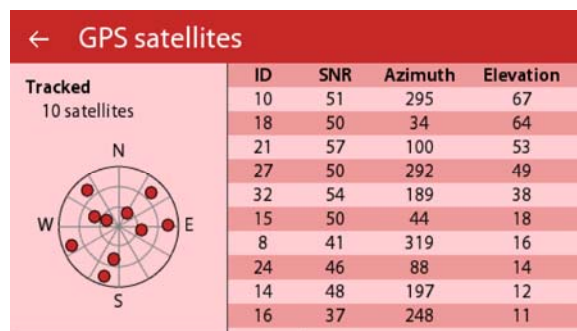 ← GPS satellites
Tracked
10 satellites
N
W
E
S
ID SNR Azimuth Elevation
10 51 295 67
18 50 34 64
21 57 100 53
27 50 292 49
32 54 189 38
15 50 44 18
8 41 319 16
24 46 88 14
14 48 197 12
16 37 248 11